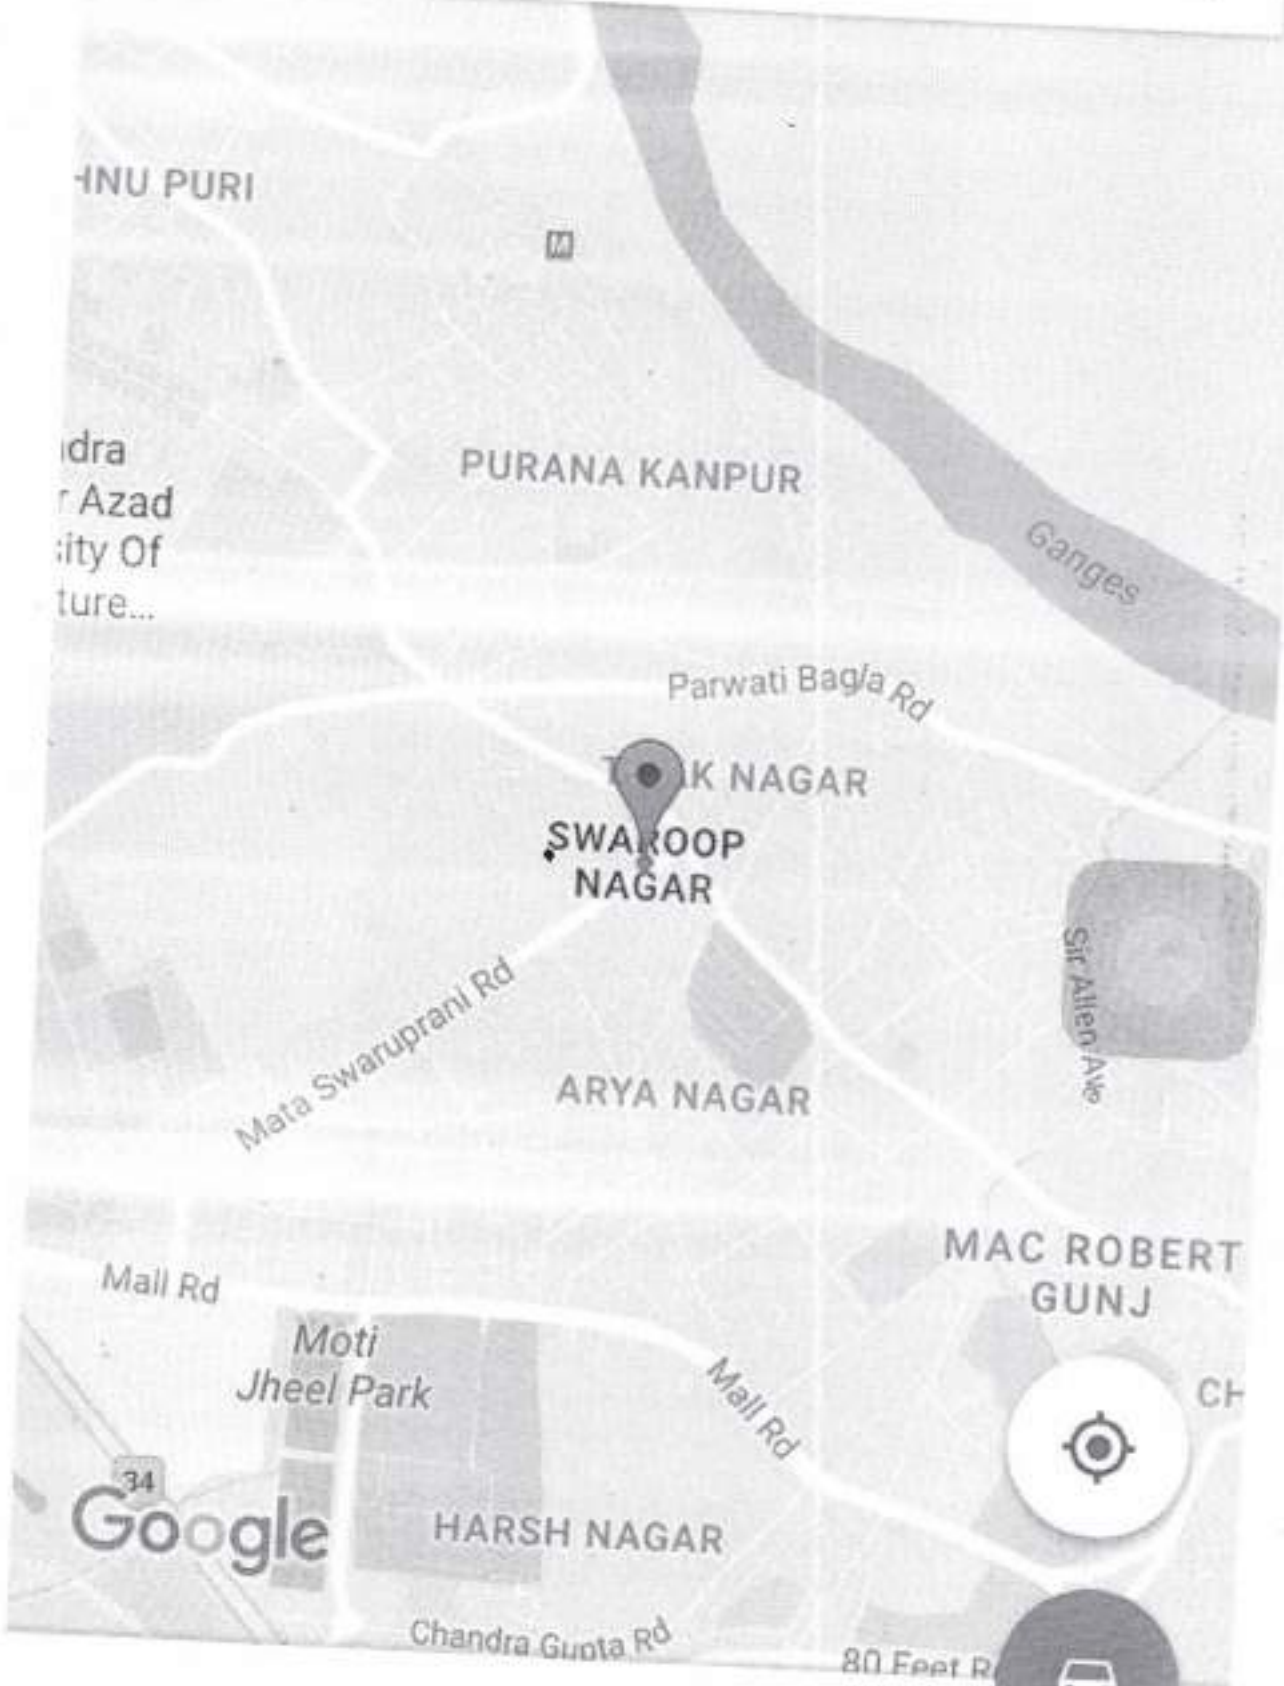 HNU PURI
M
PURANA KANPUR
dra
r Azad
sity Of
ture...
Ganges
Parwati Bagla Rd
NAGAR
SWAROOP
NAGAR
Sir Allen Ave
Mata Swaruprani Rd
ARYA NAGAR
MAC ROBERT
GUNJ
Mall Rd
Moti
Jheel Park
Mall Rd
CH
34
Google
HARSH NAGAR
Chandra Gupta Rd
80 Feet R